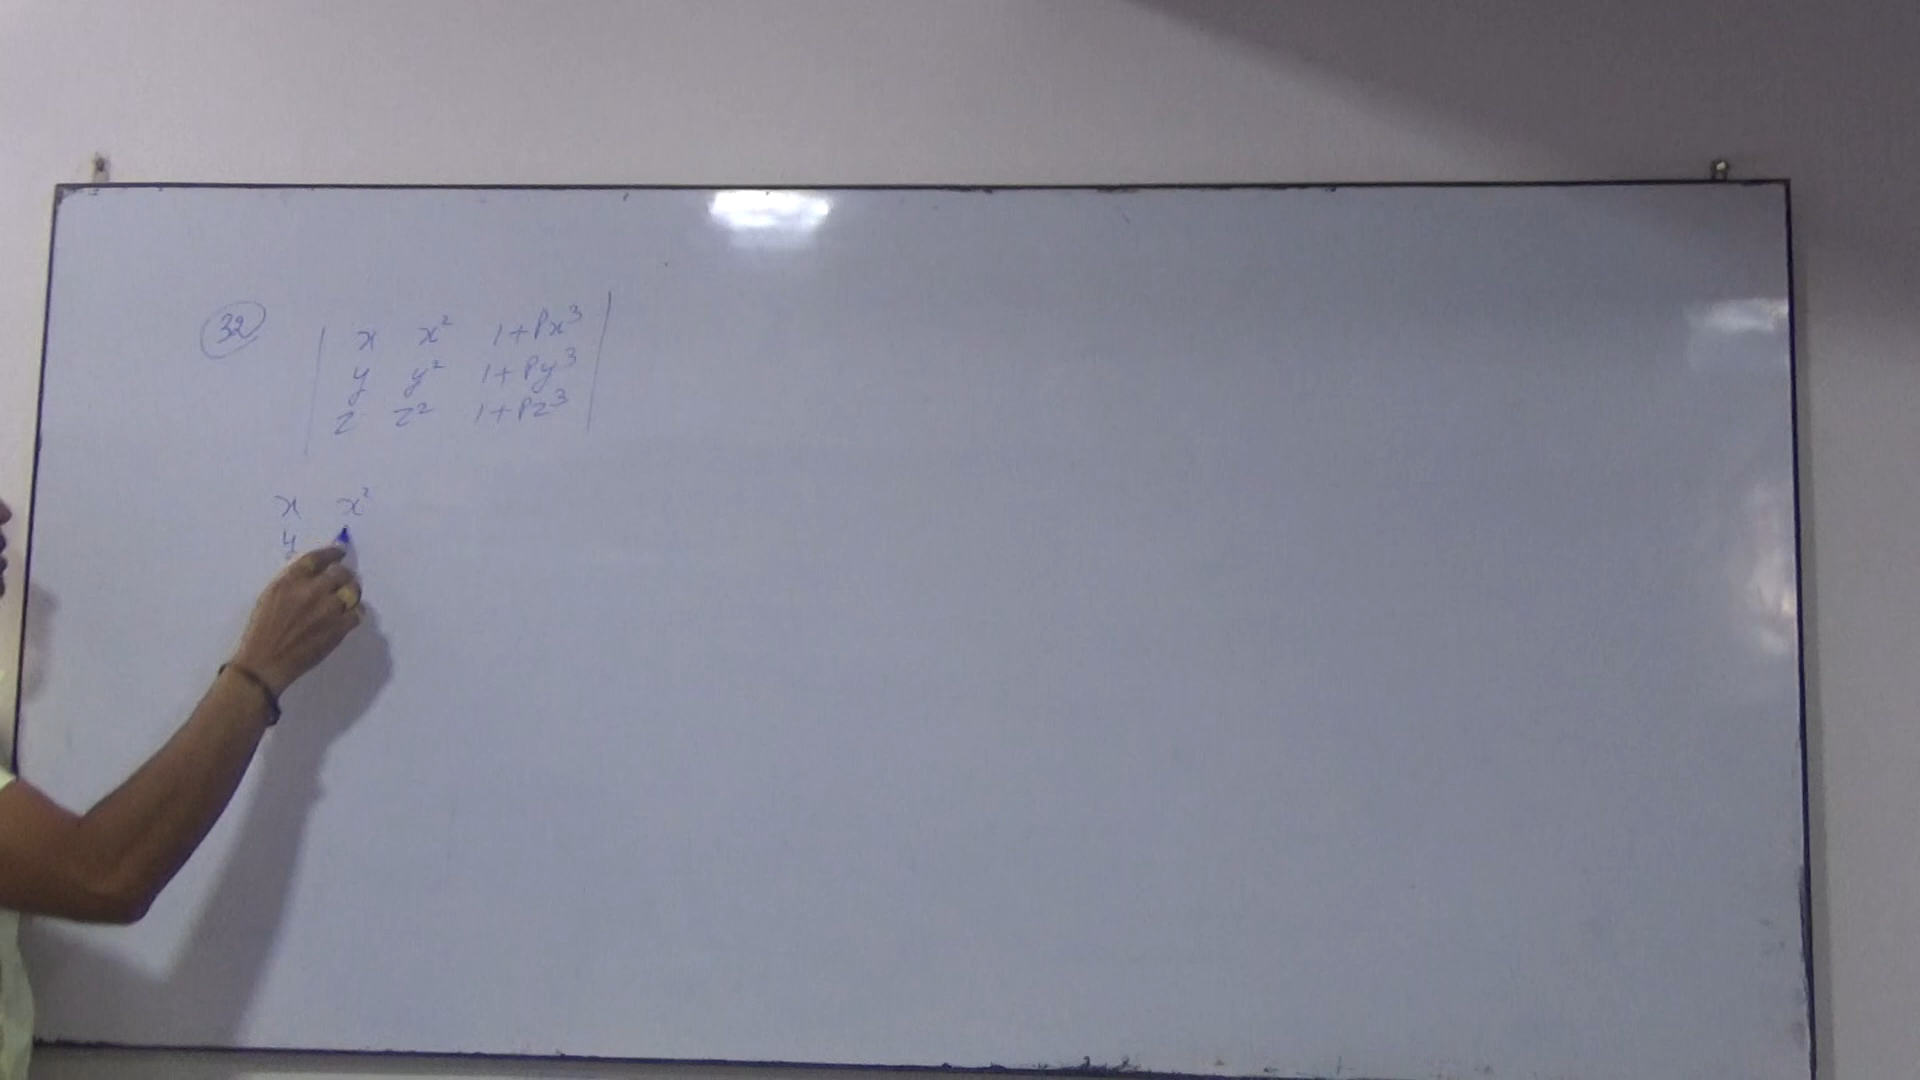 32
x x² 1+Px³
y y² 1+Py³
z z² 1+Pz³
x x²
y